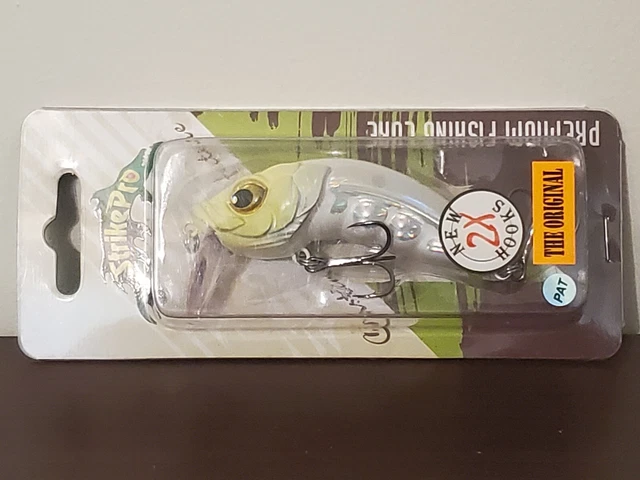 PREMIUM FISHING LURE
StrikePro
NEW
2X
HOOKS
THE ORIGINAL
PAT